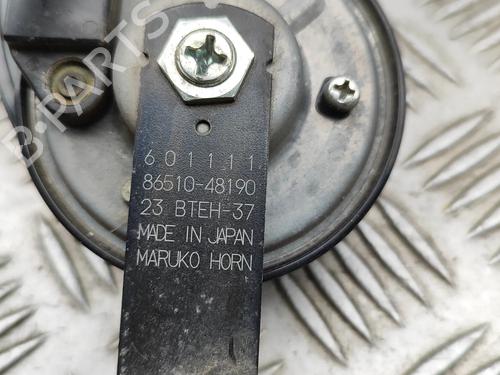 B-PARTS
601111
86510-48190
23 BTEH-37
MADE IN JAPAN
MARUKO HORN